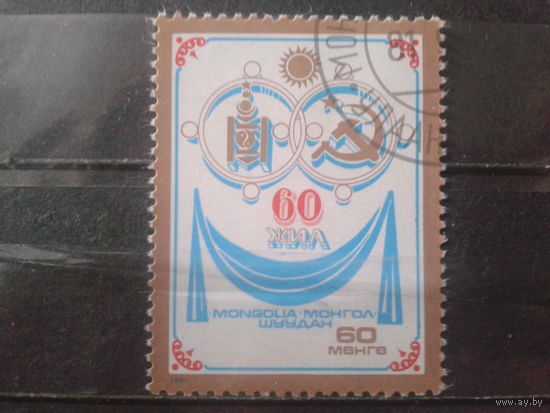 60
ЖИЛ
MONGOLIA · МОНГОЛ
ШУУДАН
60
мөнгө
1981
www.ay.by